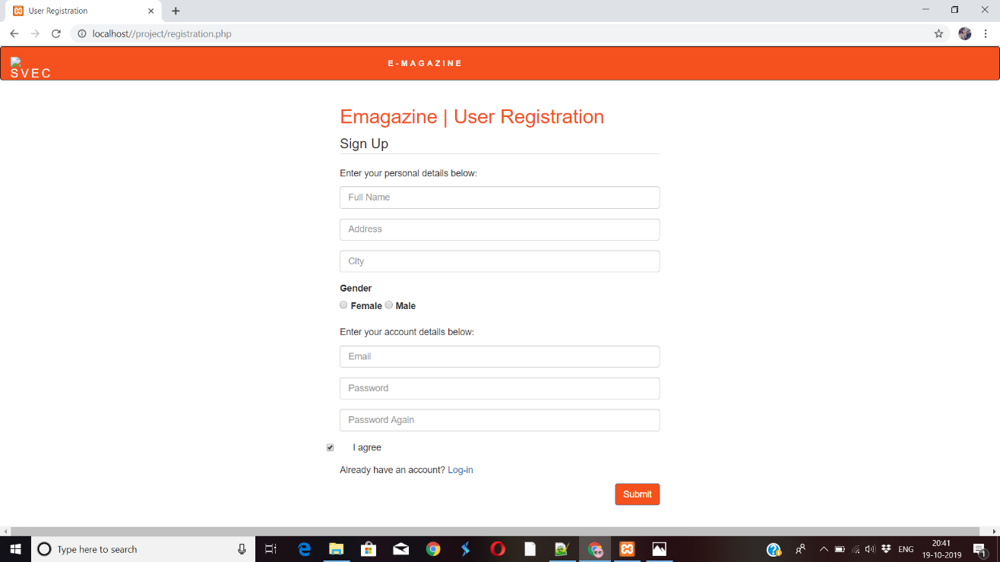 User Registration
localhost//project/registration.php
SVEC
E-MAGAZINE
Emagazine | User Registration
Sign Up
Enter your personal details below:
Full Name
Address
City
Gender
Female Male
Enter your account details below:
Email
Password
Password Again
I agree
Already have an account? Log-in
Submit
Type here to search
ENG
20:41
19-10-2019
1